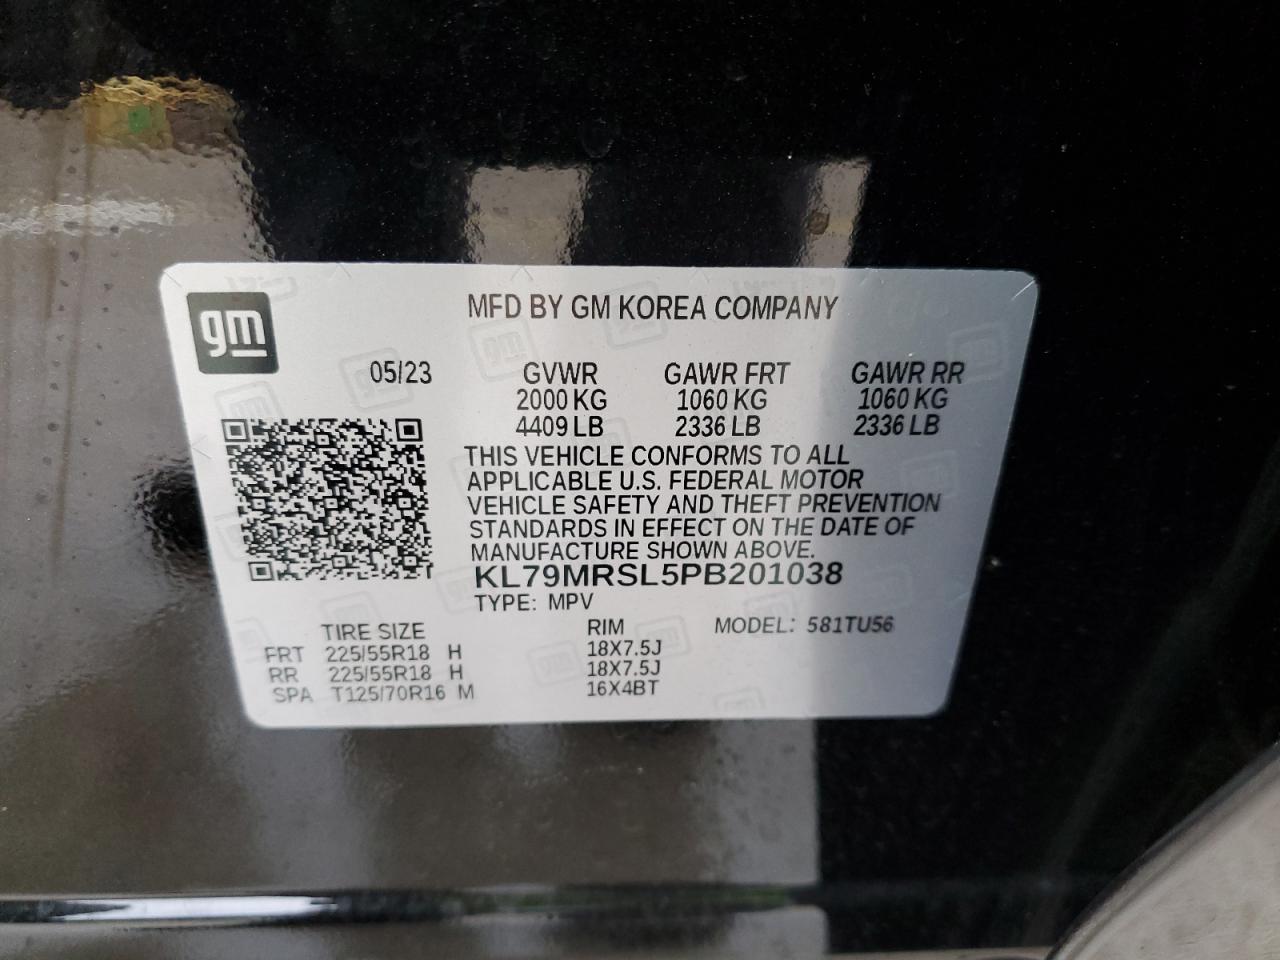 gm
MFD BY GM KOREA COMPANY
05/23 GVWR GAWR FRT GAWR RR
2000 KG 1060 KG 1060 KG
4409 LB 2336 LB 2336 LB
THIS VEHICLE CONFORMS TO ALL
APPLICABLE U.S. FEDERAL MOTOR
VEHICLE SAFETY AND THEFT PREVENTION
STANDARDS IN EFFECT ON THE DATE OF
MANUFACTURE SHOWN ABOVE.
KL79MRSL5PB201038
TYPE: MPV
TIRE SIZE RIM MODEL: 581TU56
FRT 225/55R18 H 18X7.5J
RR 225/55R18 H 18X7.5J
SPA T125/70R16 M 16X4BT